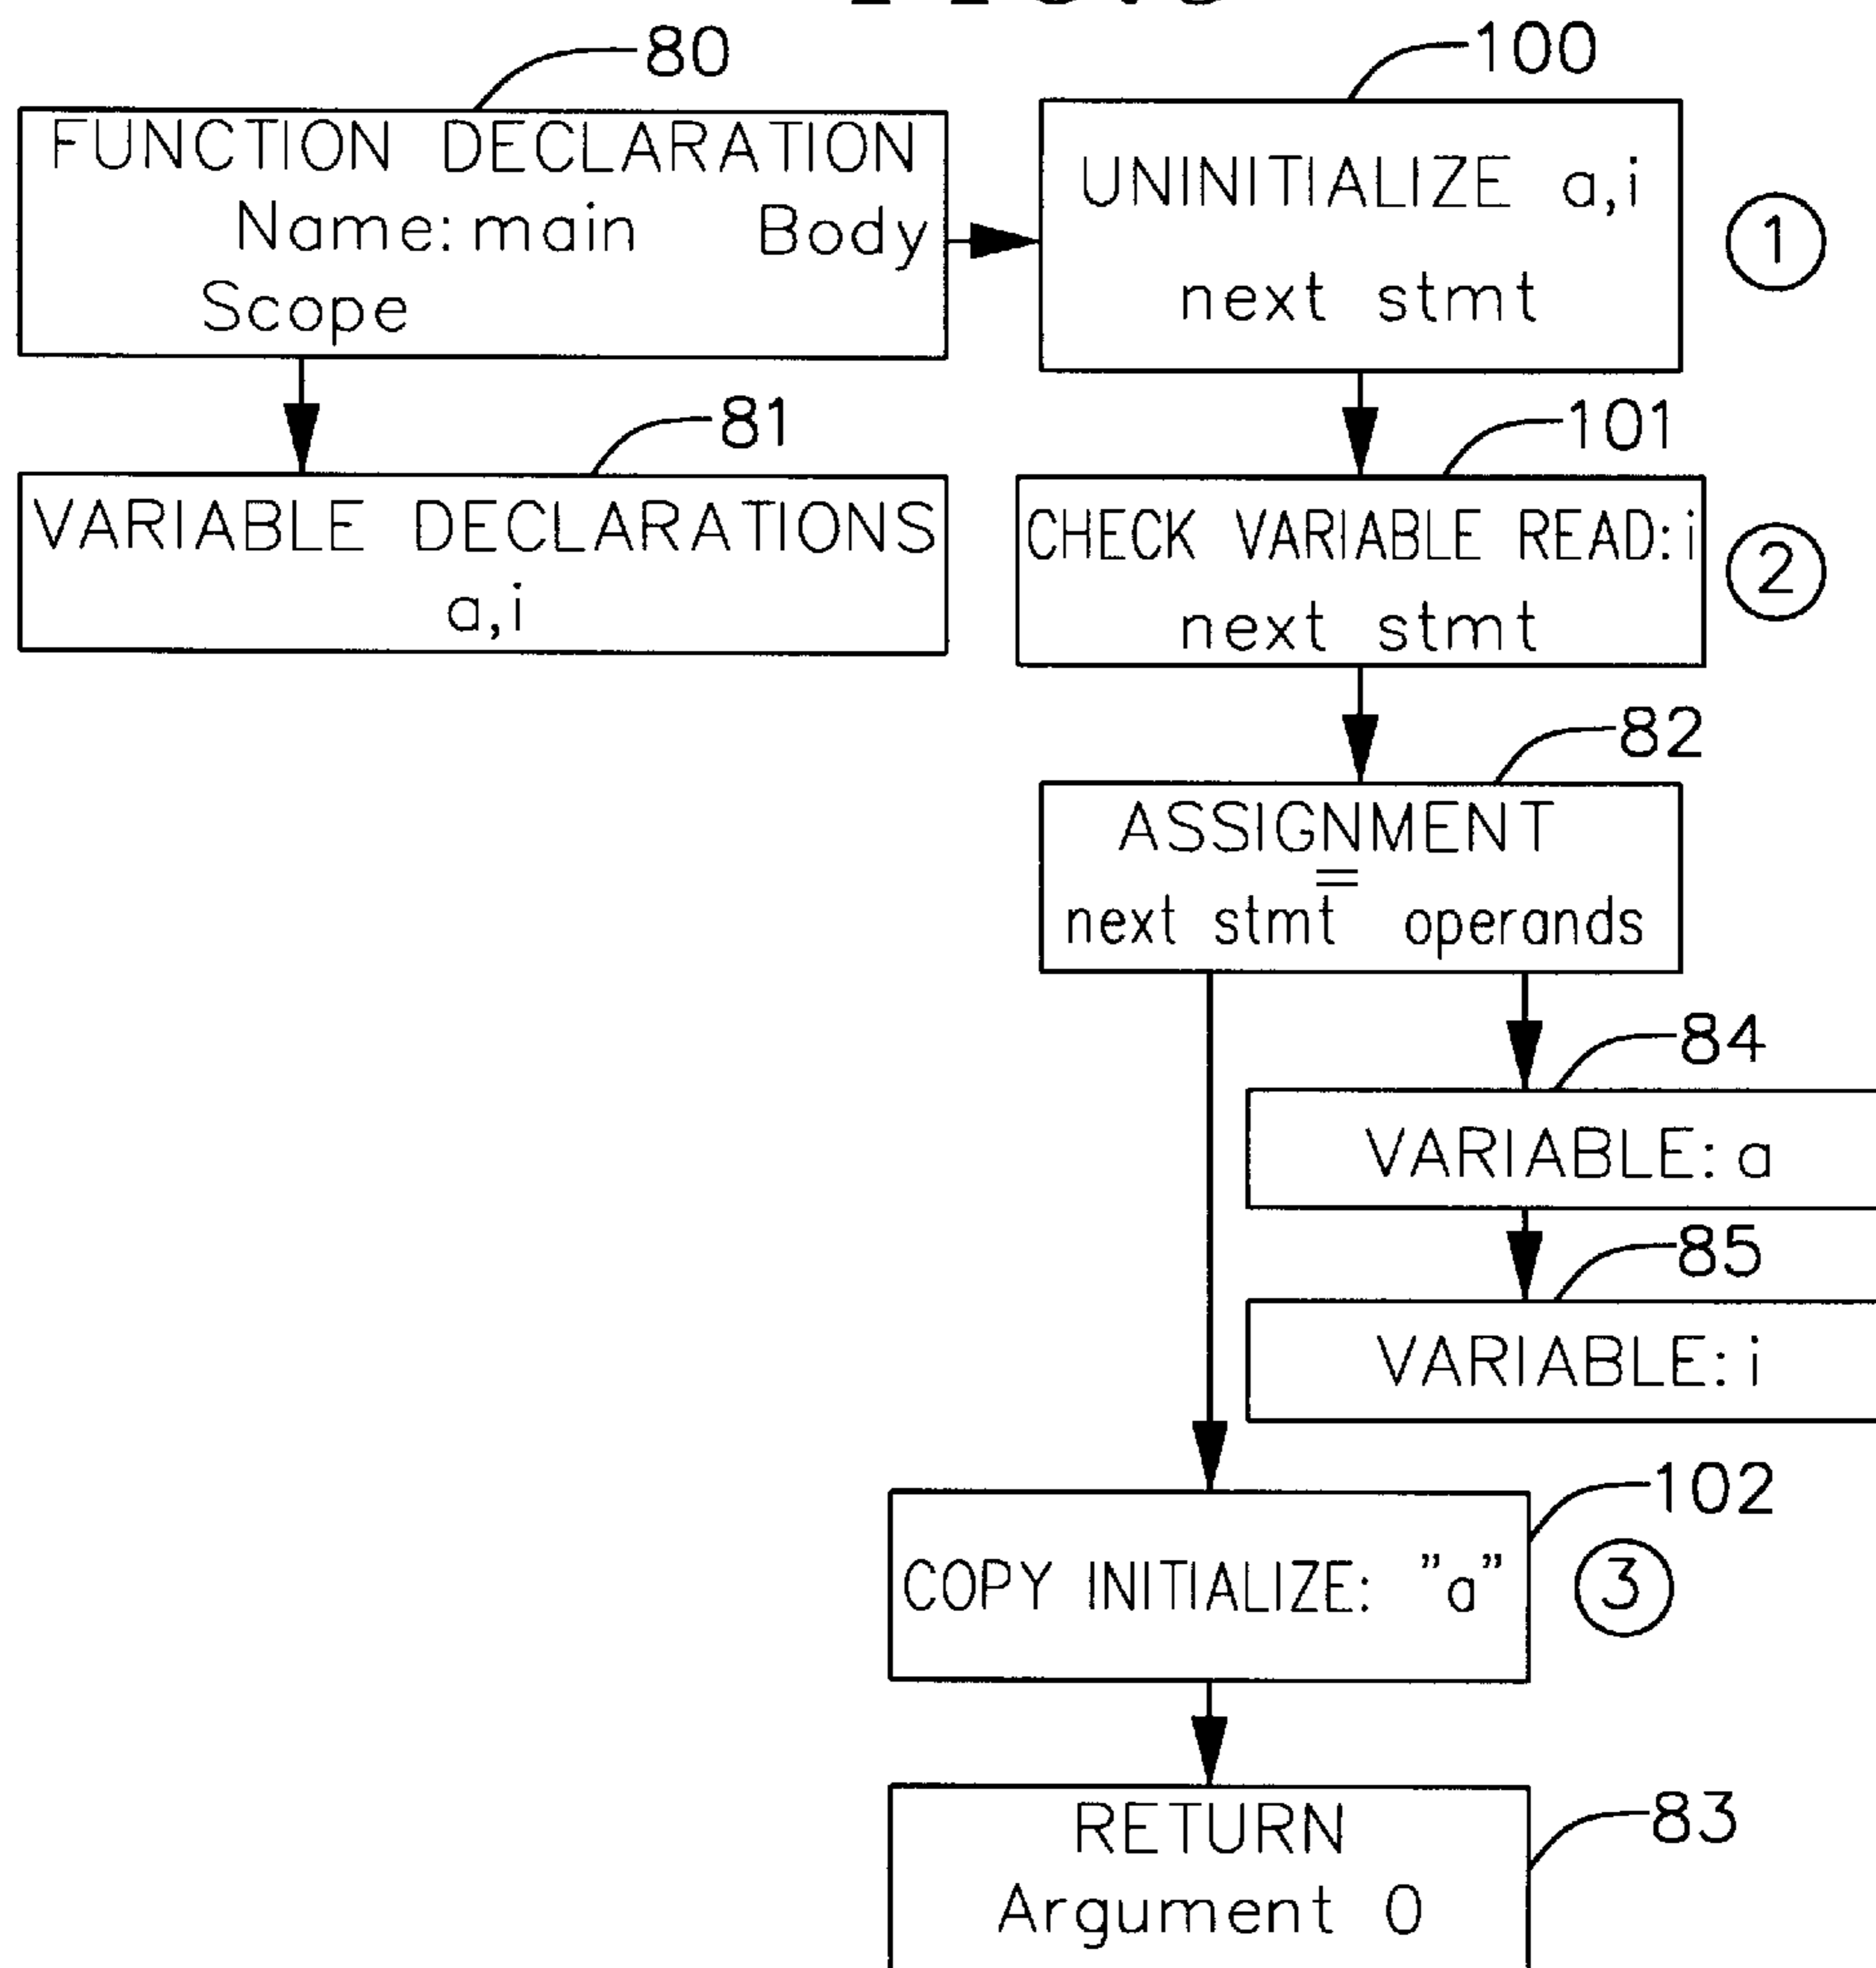 80
FUNCTION DECLARATION
Name: main Body
Scope
100
UNINITIALIZE a,i
next stmt
1
81
VARIABLE DECLARATIONS
a,i
101
CHECK VARIABLE READ: i
next stmt
2
82
ASSIGNMENT
=
next stmt operands
84
VARIABLE: a
85
VARIABLE: i
102
COPY INITIALIZE: "a"
3
83
RETURN
Argument 0